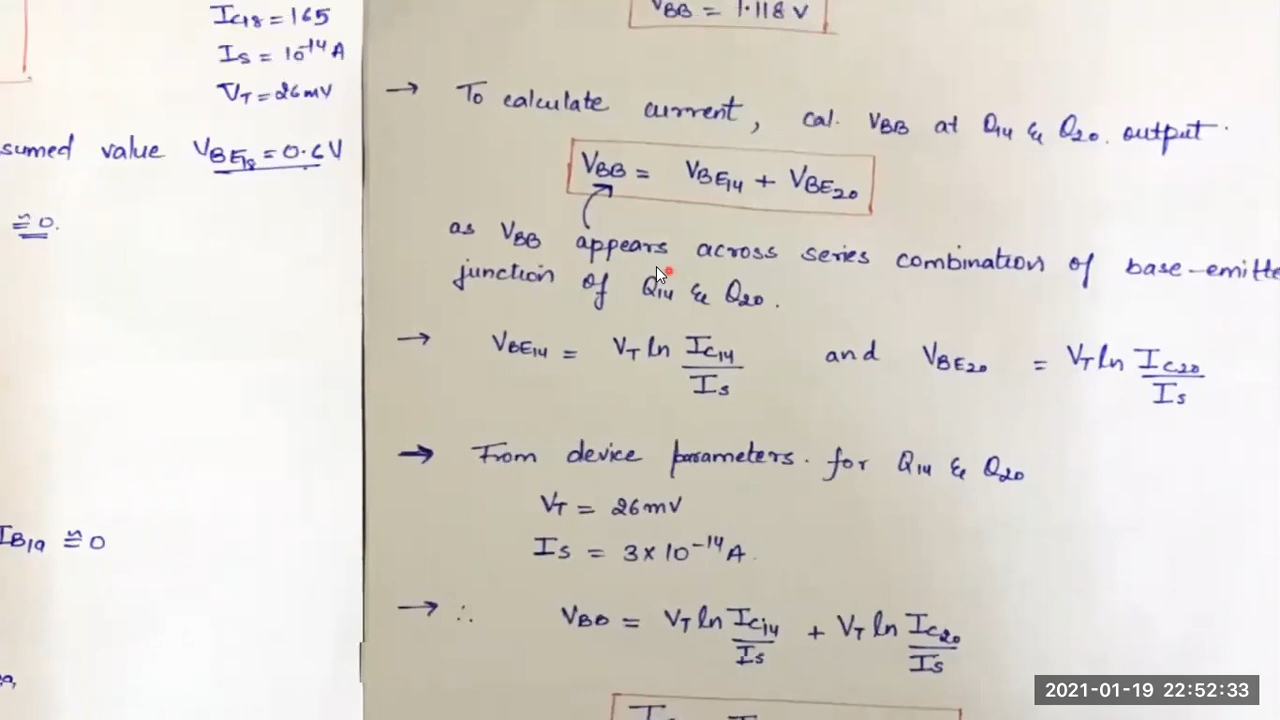 IC18 = 165
IS = 10^-14 A
VT = 26mV
sumed value VBE18 = 0.6V
≅ 0.
IB19 ≅ 0
VBB = 1.118 V
→ To calculate current, cal. VBB at Q14 & Q20. output.
VBB = VBE14 + VBE20
as VBB appears across series combination of base-emitte
junction of Q14 & Q20.
→ VBE14 = VT ln IC14/IS and VBE20 = VT ln IC20/IS
→ From device parameters. for Q14 & Q20
VT = 26mV
IS = 3×10^-14 A.
→ ∴ VBB = VT ln IC14/IS + VT ln IC20/IS
2021-01-19 22:52:33